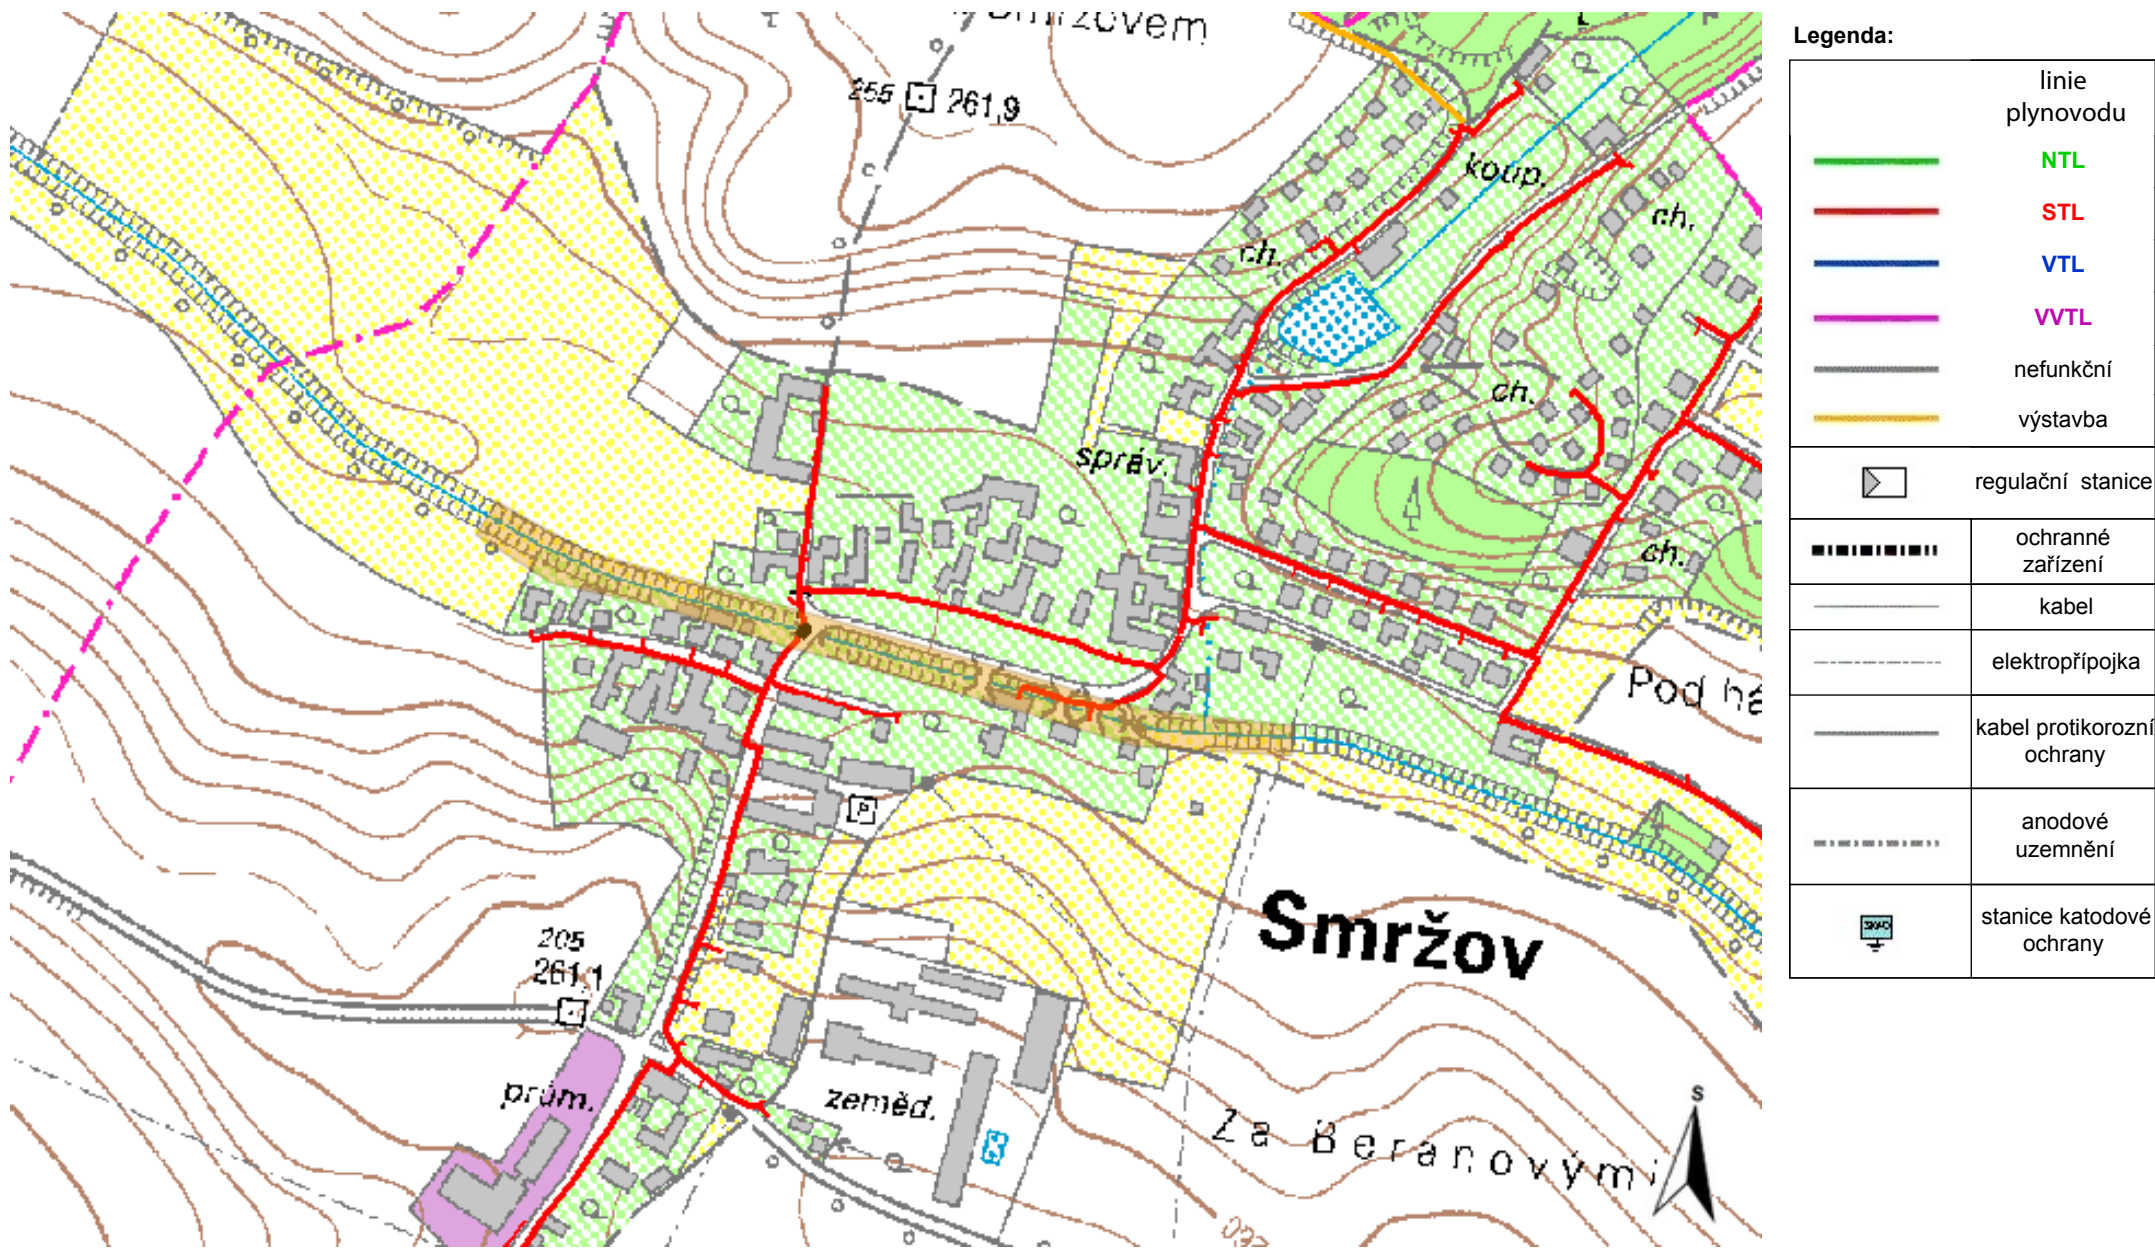 Smržovem
255
261,9
koup.
ch.
ch.
ch.
správ.
ch.
Pod há
Smržov
205
261,1
prům.
zeměd.
Za Beranovými
S
Legenda:
linie
plynovodu
NTL
STL
VTL
VVTL
nefunkční
výstavba
regulační stanice
ochranné
zařízení
kabel
elektropřípojka
kabel protikorozní
ochrany
anodové
uzemnění
stanice katodové
ochrany